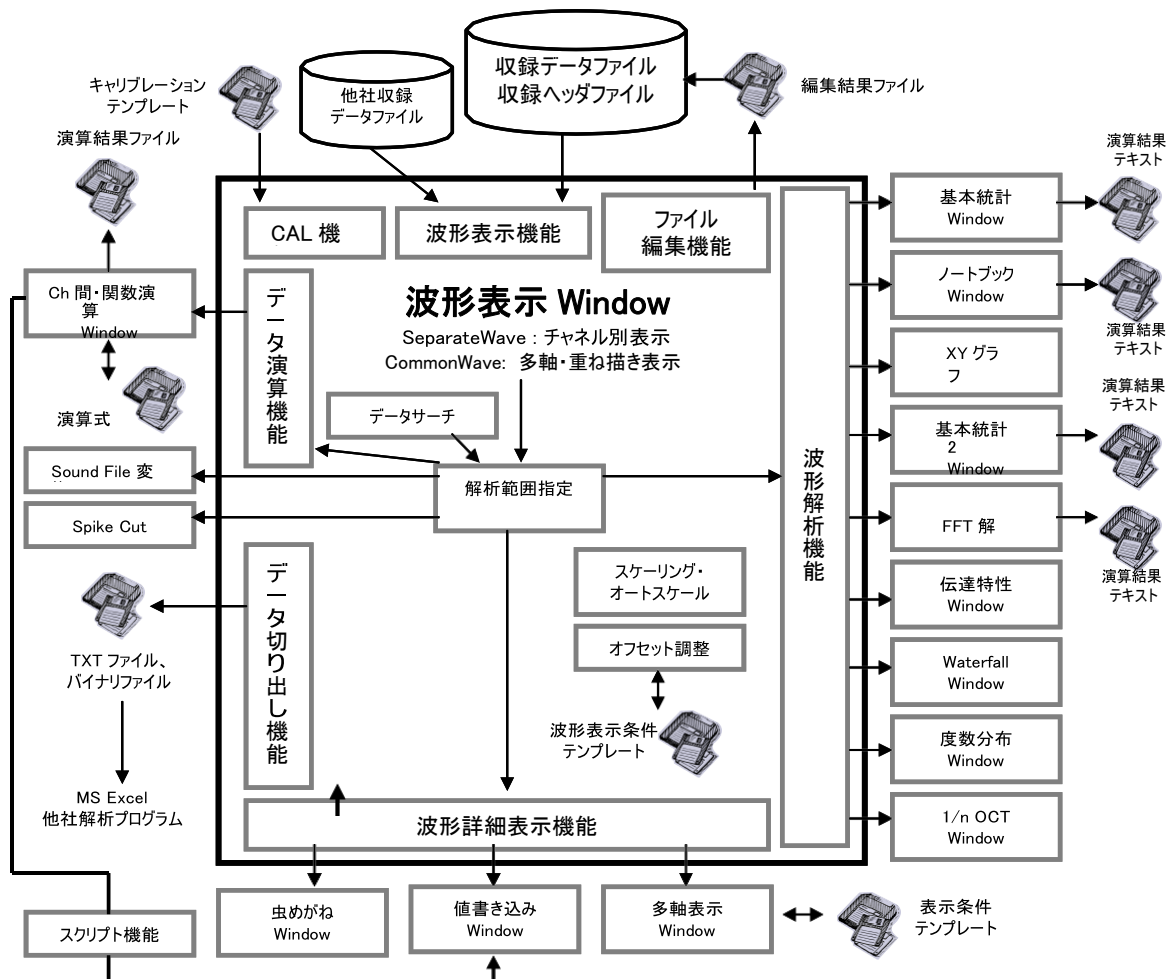 収録データファイル
収録ヘッダファイル
編集結果ファイル
他社収録
データファイル
キャリブレーション
テンプレート
演算結果ファイル
CAL 機
波形表示機能
ファイル
編集機能
Ch 間・関数演
算
Window
演算式
Sound File 変
Spike Cut
データ演算機能
波形表示 Window
SeparateWave : チャネル別表示
CommonWave: 多軸・重ね描き表示
データサーチ
解析範囲指定
スケーリング・
オートスケール
オフセット調整
波形表示条件
テンプレート
データ切り出し機能
TXT ファイル、
バイナリファイル
MS Excel
他社解析プログラム
波形詳細表示機能
波形解析機能
基本統計
Window
演算結果
テキスト
ノートブック
Window
演算結果
テキスト
XY グラ
フ
基本統計
2
Window
演算結果
テキスト
FFT 解
演算結果
テキスト
伝達特性
Window
Waterfall
Window
度数分布
Window
1/n OCT
Window
スクリプト機能
虫めがね
Window
値書き込み
Window
多軸表示
Window
表示条件
テンプレート